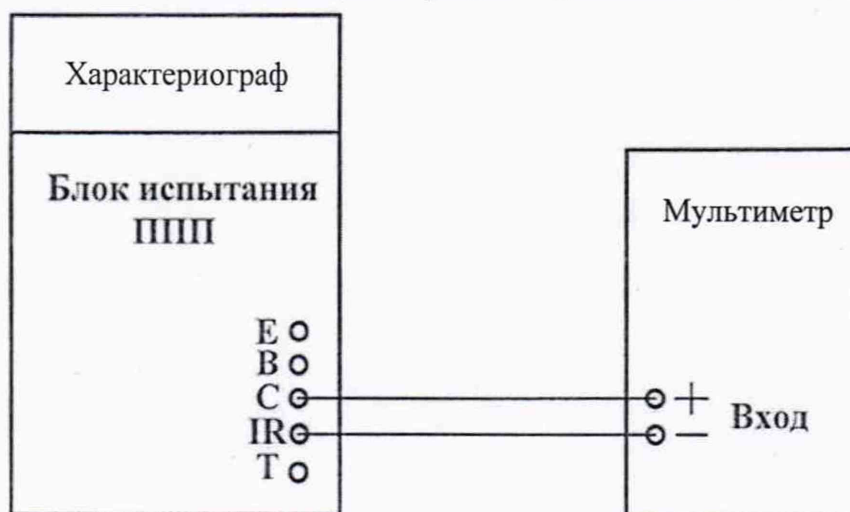 Характериограф
Блок испытания
ППП
Мультиметр
E
B
C
IR
T
+
Вход
—